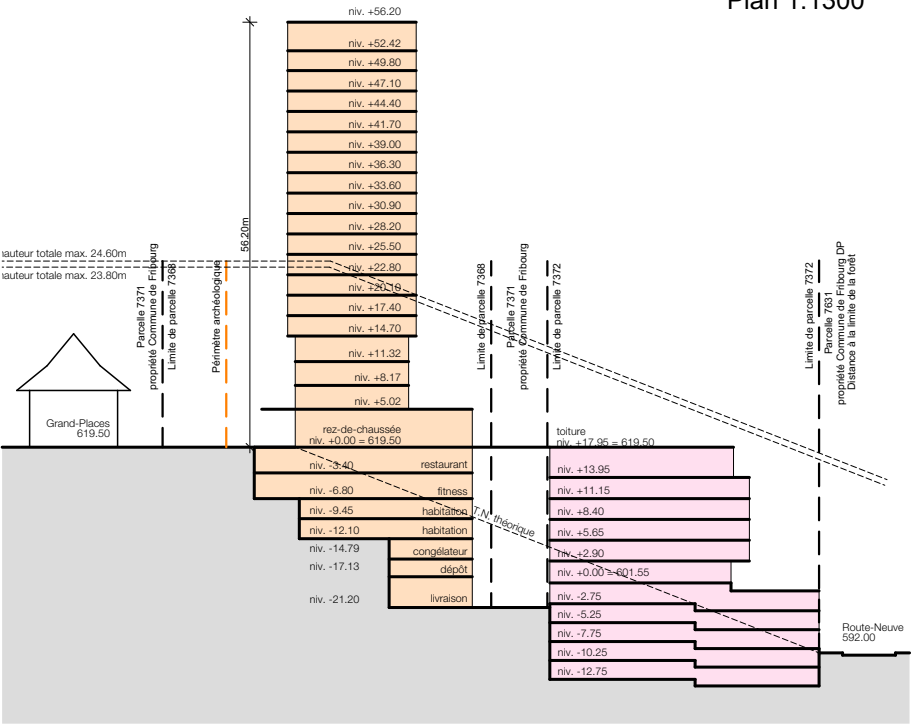 Plan 1:1300
niv. +56.20
niv. +52.42
niv. +49.80
niv. +47.10
niv. +44.40
niv. +41.70
niv. +39.00
niv. +36.30
niv. +33.60
niv. +30.90
niv. +28.20
niv. +25.50
niv. +22.80
niv. +20.10
niv. +17.40
niv. +14.70
niv. +11.32
niv. +8.17
niv. +5.02
56.20m
hauteur totale max. 24.60m
hauteur totale max. 23.80m
Parcelle 7371
propriété Commune de Fribourg
Limite de parcelle 7368
Périmètre archéologique
Limite de parcelle 7368
Parcelle 7371
propriété Commune de Fribourg
Limite de parcelle 7372
Limite de parcelle 7372
Parcelle 7631
propriété Commune de Fribourg DP
Distance à la limite de la forêt
Grand-Places
619.50
rez-de-chaussée
niv. +0.00 = 619.50
niv. -3.40 restaurant
niv. -6.80 fitness
niv. -9.45 habitation
niv. -12.10 habitation
niv. -14.79 congélateur
niv. -17.13 dépôt
niv. -21.20 livraison
T.N. théorique
toiture
niv. +17.95 = 619.50
niv. +13.95
niv. +11.15
niv. +8.40
niv. +5.65
niv. +2.90
niv. +0.00 = 601.55
niv. -2.75
niv. -5.25
niv. -7.75
niv. -10.25
niv. -12.75
Route-Neuve
592.00